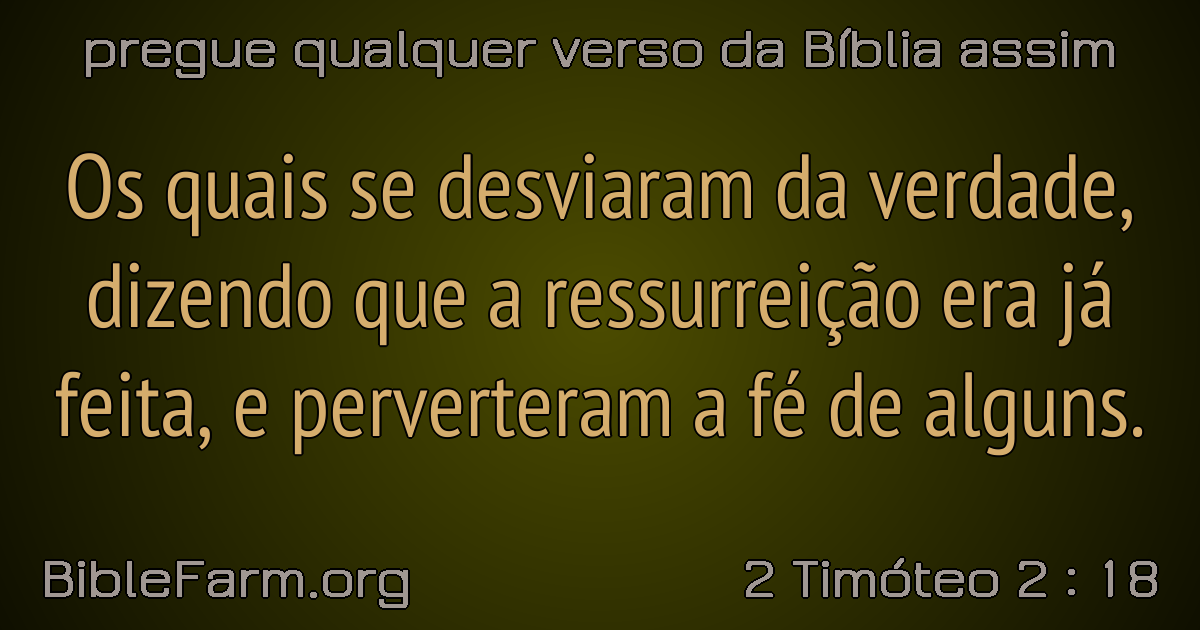 pregue qualquer verso da Bíblia assim
Os quais se desviaram da verdade,
dizendo que a ressurreição era já
feita, e perverteram a fé de alguns.
BibleFarm.org
2 Timóteo 2 : 18